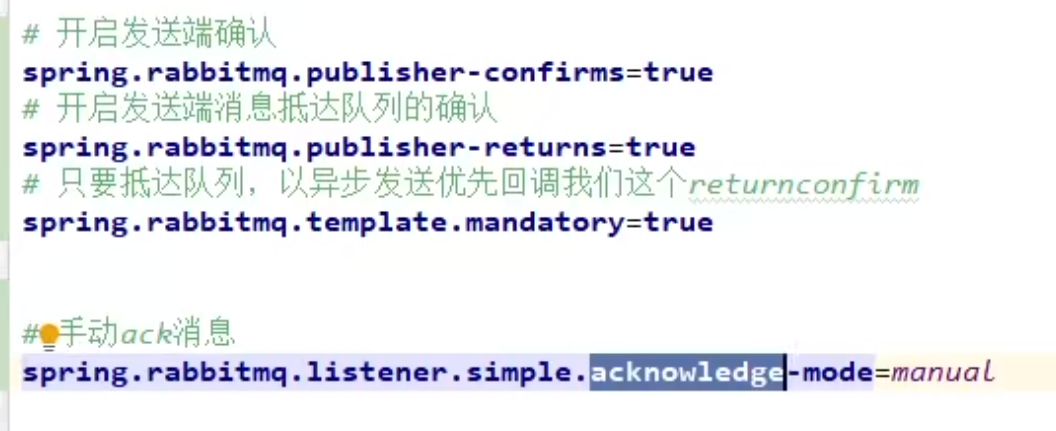 # 开启发送端确认
spring.rabbitmq.publisher-confirms=true
# 开启发送端消息抵达队列的确认
spring.rabbitmq.publisher-returns=true
# 只要抵达队列，以异步发送优先回调我们这个returnconfirm
spring.rabbitmq.template.mandatory=true
# 手动ack消息
spring.rabbitmq.listener.simple.acknowledge-mode=manual